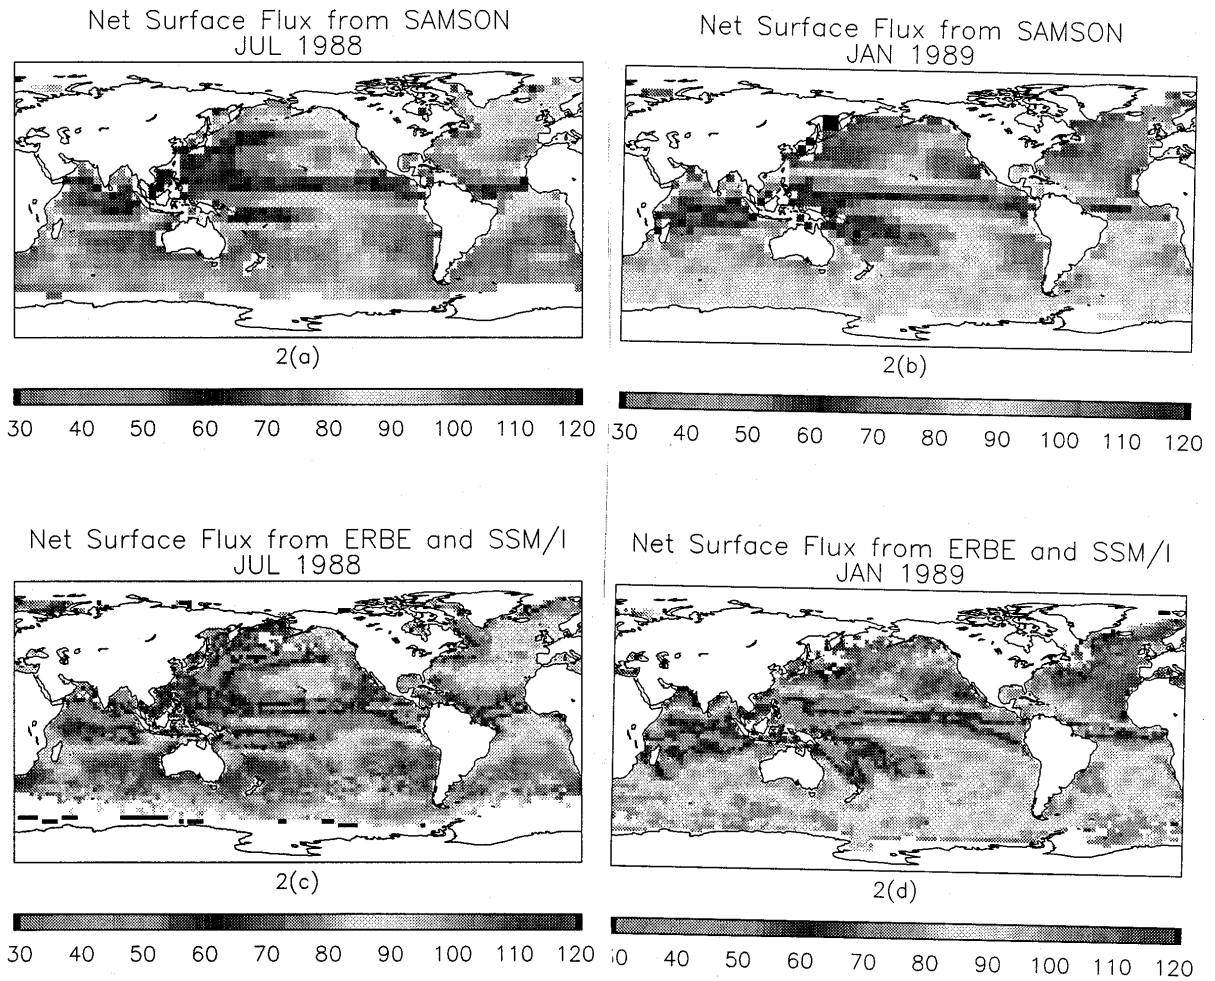 Net Surface Flux from SAMSON
JUL 1988
2(a)
30 40 50 60 70 80 90 100 110 120
Net Surface Flux from SAMSON
JAN 1989
2(b)
30 40 50 60 70 80 90 100 110 120
Net Surface Flux from ERBE and SSM/I
JUL 1988
2(c)
30 40 50 60 70 80 90 100 110 120
Net Surface Flux from ERBE and SSM/I
JAN 1989
2(d)
40 50 60 70 80 90 100 110 120